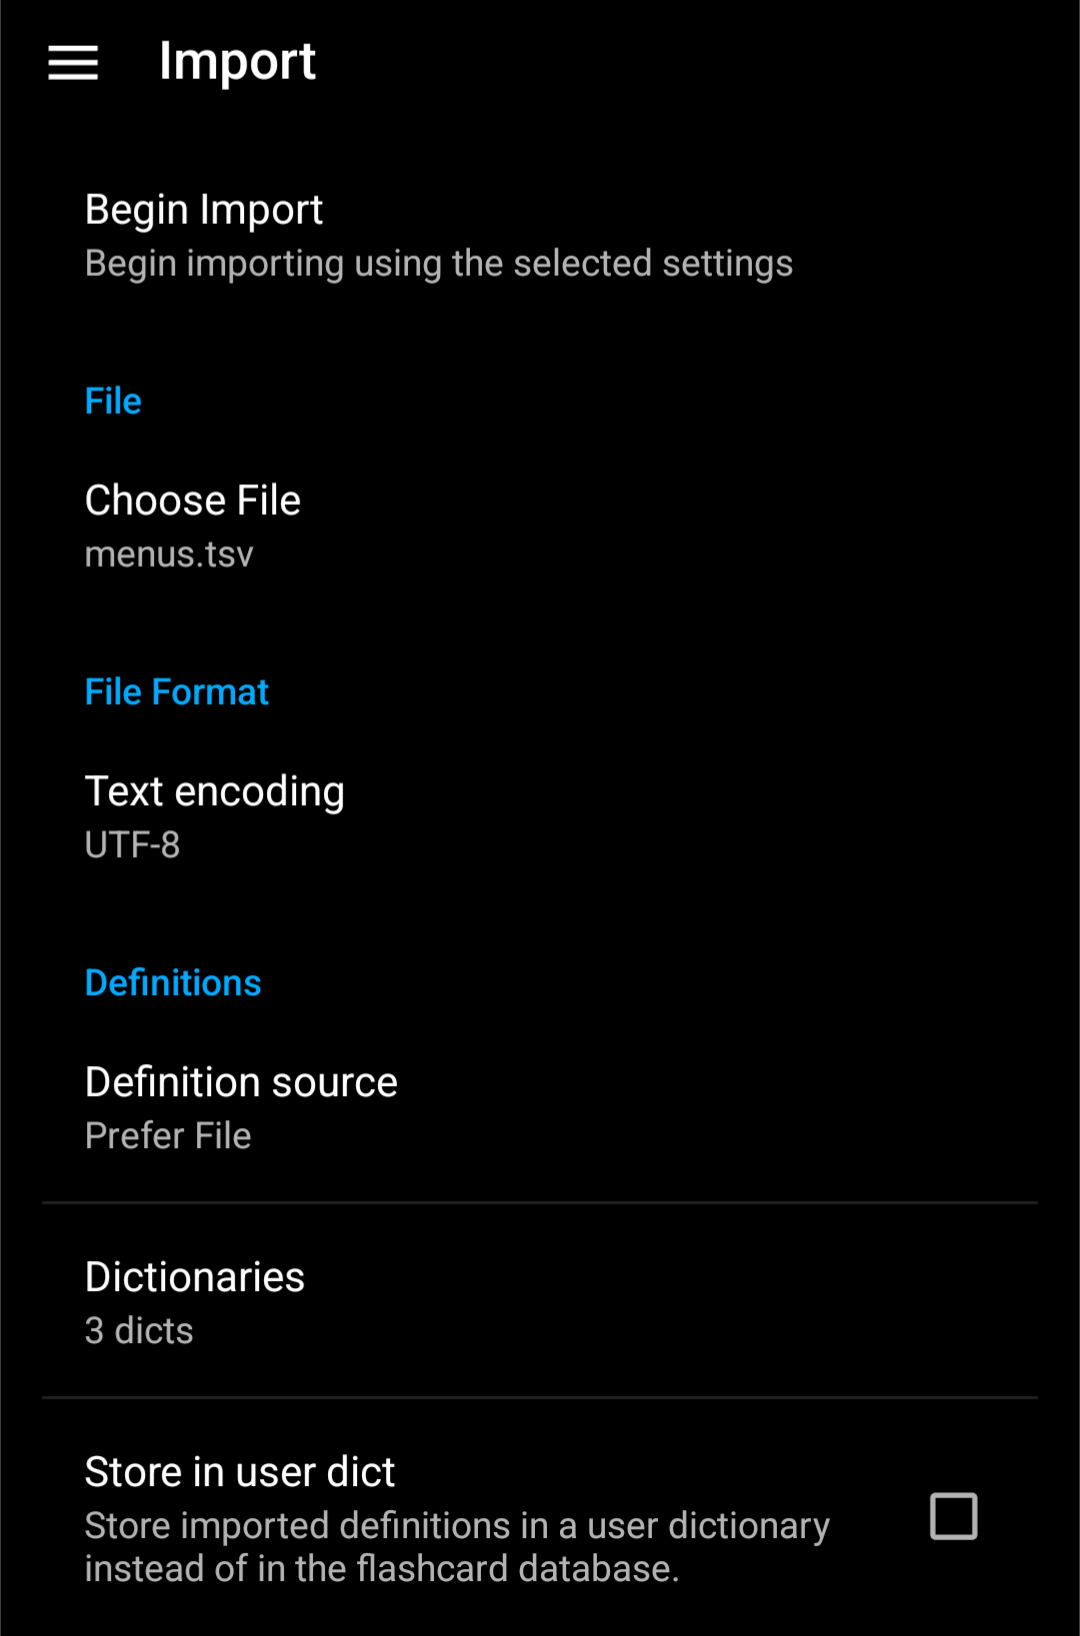 Import
Begin Import
Begin importing using the selected settings
File
Choose File
menus.tsv
File Format
Text encoding
UTF-8
Definitions
Definition source
Prefer File
Dictionaries
3 dicts
Store in user dict
Store imported definitions in a user dictionary
instead of in the flashcard database.